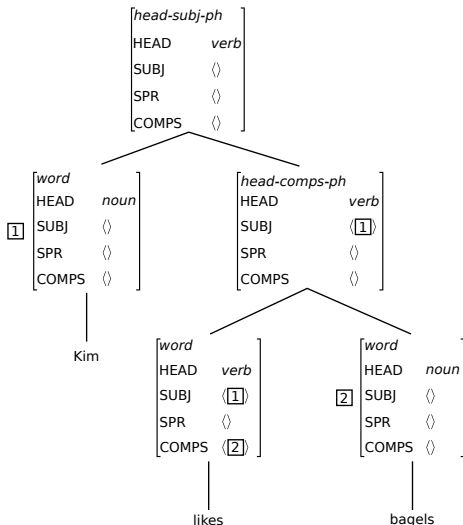 head-subj-ph
HEAD verb
SUBJ ⟨⟩
SPR ⟨⟩
COMPS ⟨⟩
word
HEAD noun
1 SUBJ ⟨⟩
SPR ⟨⟩
COMPS ⟨⟩
Kim
head-comps-ph
HEAD verb
SUBJ ⟨1⟩
SPR ⟨⟩
COMPS ⟨⟩
word
HEAD verb
SUBJ ⟨1⟩
SPR ⟨⟩
COMPS ⟨2⟩
likes
word
HEAD noun
2 SUBJ ⟨⟩
SPR ⟨⟩
COMPS ⟨⟩
bagels